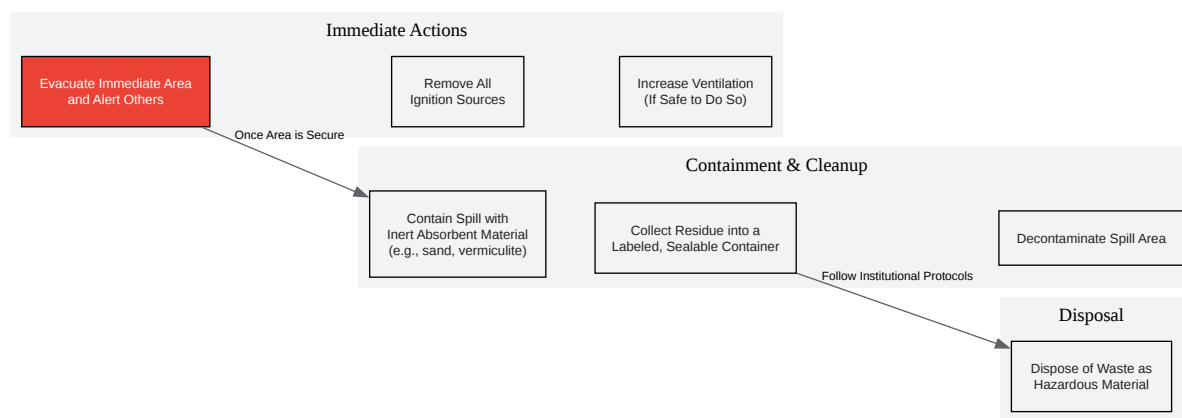 Immediate Actions
Evacuate Immediate Area
and Alert Others
Remove All
Ignition Sources
Increase Ventilation
(If Safe to Do So)
Once Area is Secure
Containment & Cleanup
Contain Spill with
Inert Absorbent Material
(e.g., sand, vermiculite)
Collect Residue into a
Labeled, Sealable Container
Decontaminate Spill Area
Follow Institutional Protocols
Disposal
Dispose of Waste as
Hazardous Material